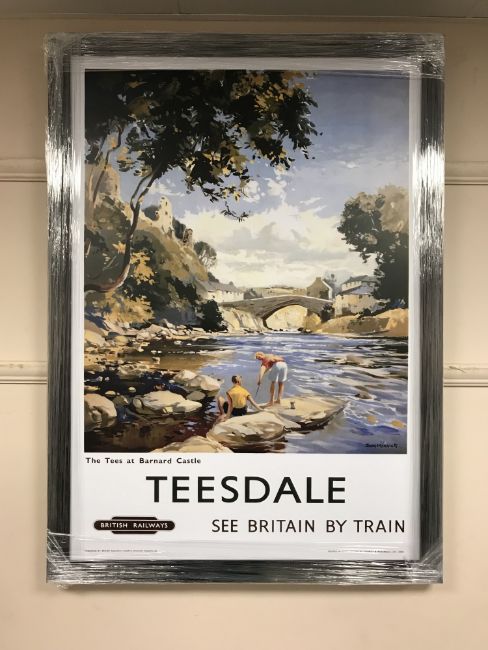 The Tees at Barnard Castle
TEESDALE
BRITISH RAILWAYS
SEE BRITAIN BY TRAIN